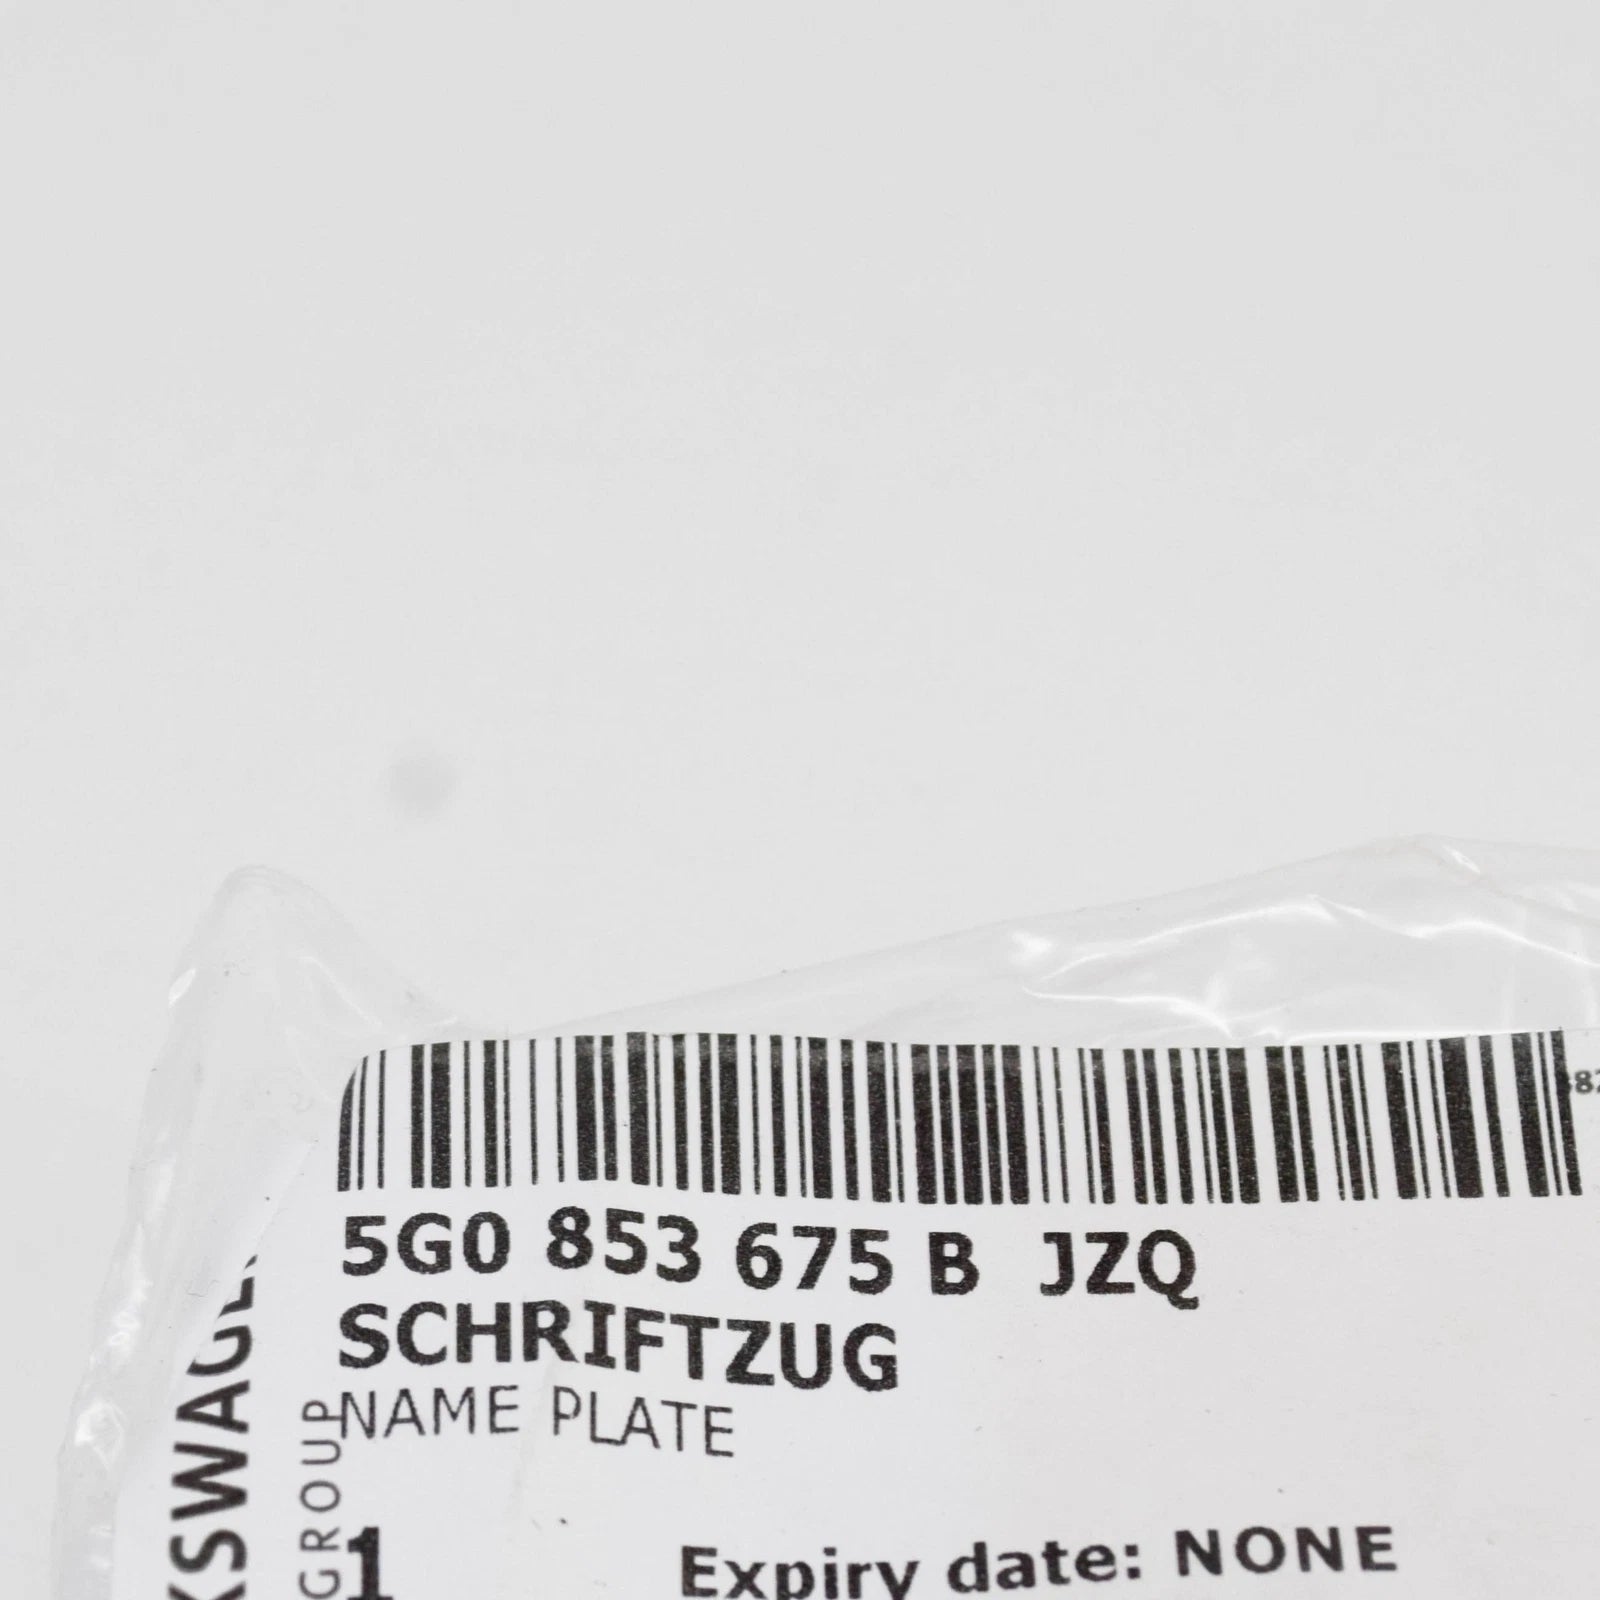 5G0 853 675 B JZQ
SCHRIFTZUG
NAME PLATE
GROUP
1
Expiry date: NONE